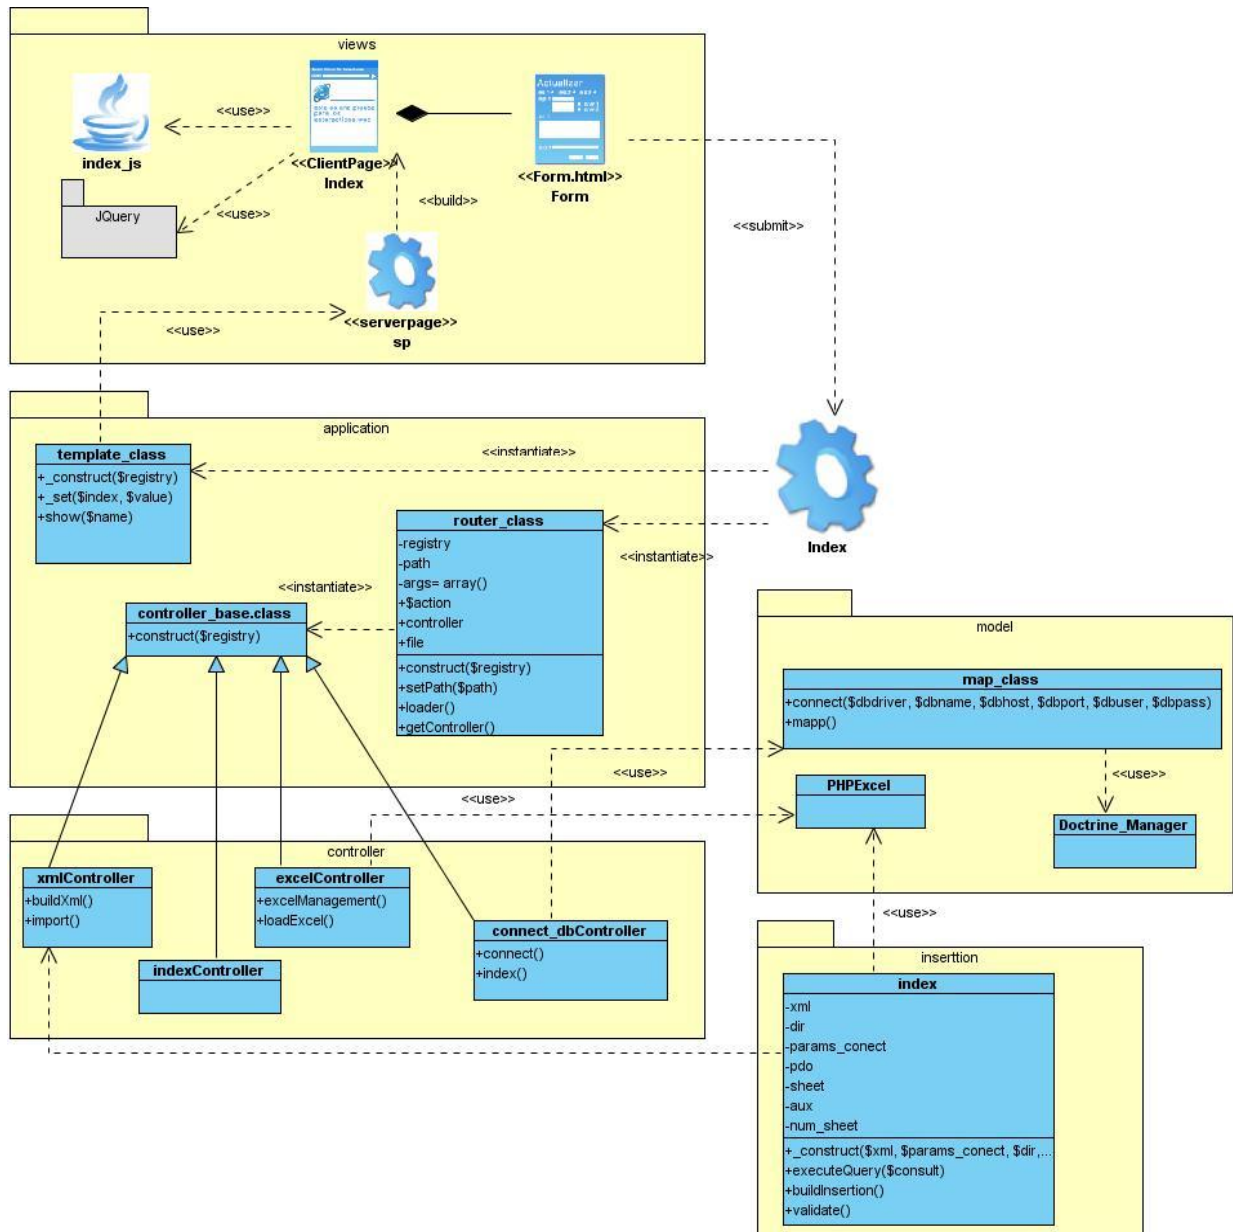 views
<<use>>
index_js
<<ClientPage>>
Index
Actualizar
<<Form.html>>
Form
JQuery
<<use>>
<<build>>
<<submit>>
<<use>>
<<serverpage>>
sp
application
template_class
+_construct($registry)
+_set($index, $value)
+show($name)
<<instantiate>>
router_class
-registry
-path
-args= array()
+$action
+controller
+file
+construct($registry)
+setPath($path)
+loader()
+getController()
<<instantiate>>
Index
<<instantiate>>
controller_base.class
+construct($registry)
model
map_class
+connect($dbdriver, $dbname, $dbhost, $dbport, $dbuser, $dbpass)
+mapp()
<<use>>
<<use>>
<<use>>
PHPExcel
Doctrine_Manager
controller
xmlController
+buildXml()
+import()
excelController
+excelManagement()
+loadExcel()
indexController
connect_dbController
+connect()
+index()
<<use>>
inserttion
index
-xml
-dir
-params_conect
-pdo
-sheet
-aux
-num_sheet
+_construct($xml, $params_conect, $dir,...
+executeQuery($consult)
+buildInsertion()
+validate()